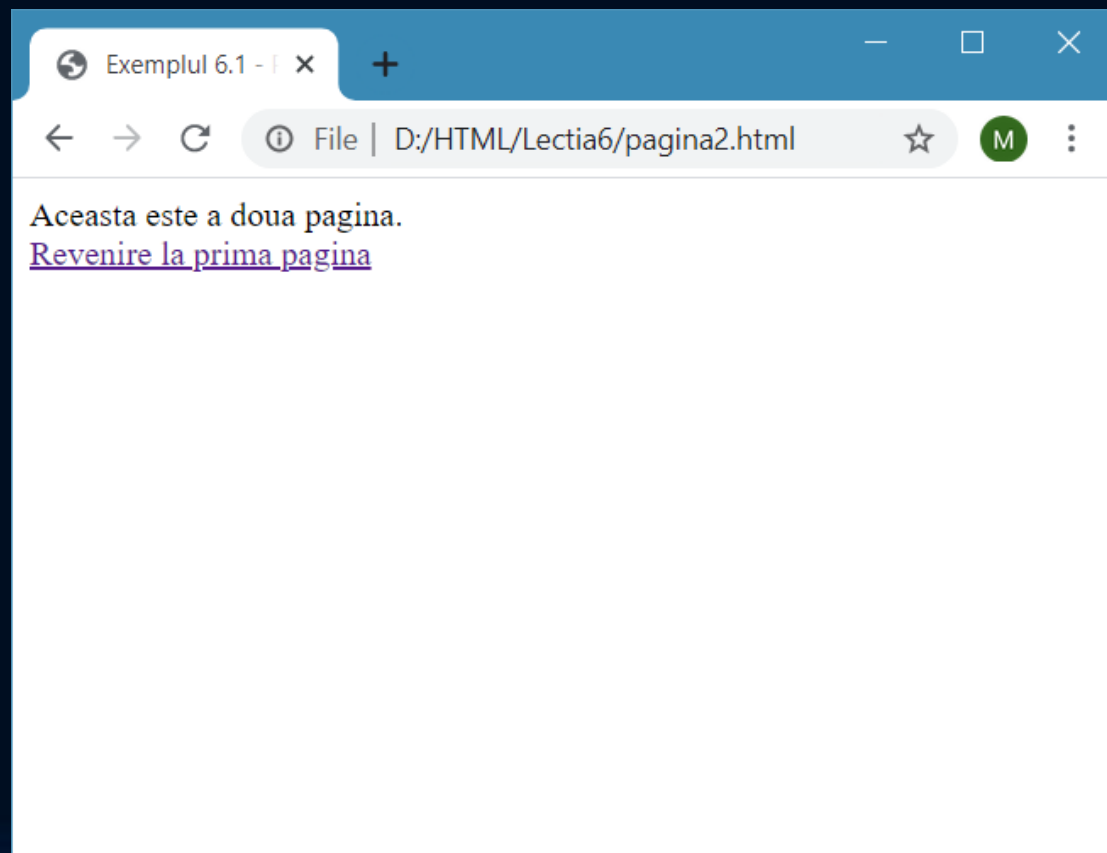 Exemplul 6.1 -
File | D:/HTML/Lectia6/pagina2.html
M
Aceasta este a doua pagina.
Revenire la prima pagina